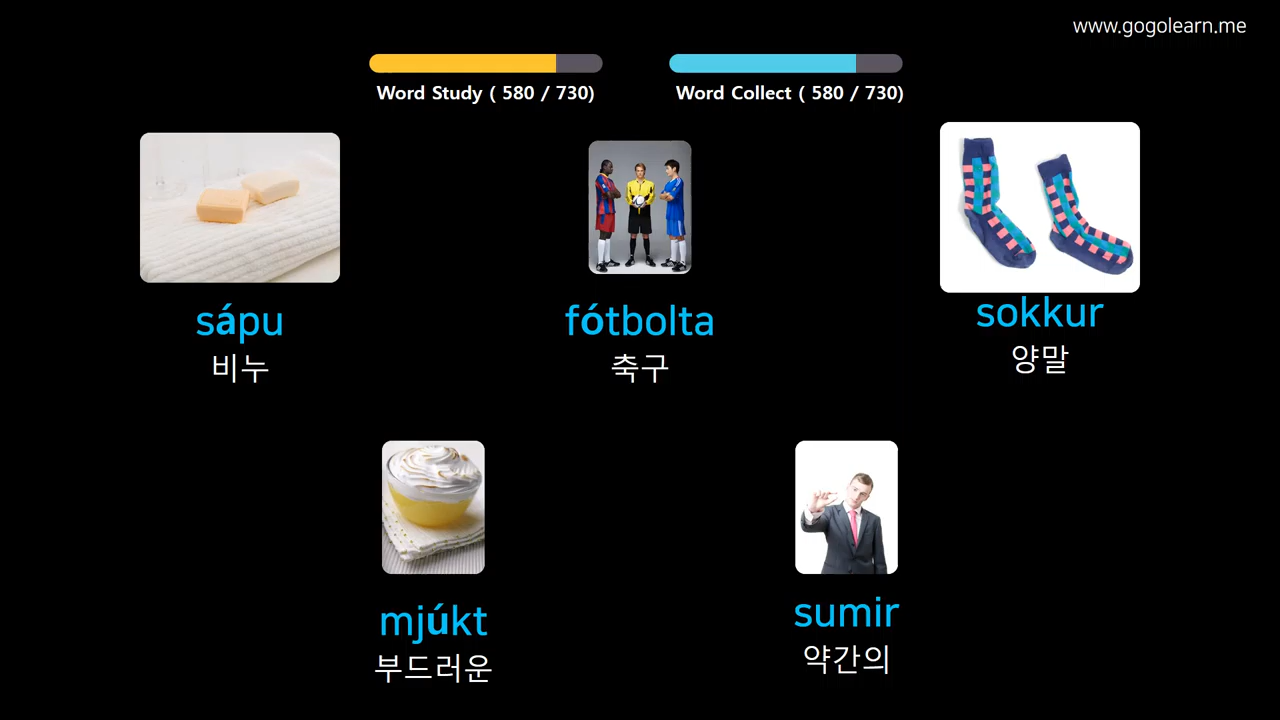 www.gogolearn.me
Word Study ( 580 / 730)
Word Collect ( 580 / 730)
sápu
비누
fótbolta
축구
sokkur
양말
mjúkt
부드러운
sumir
약간의